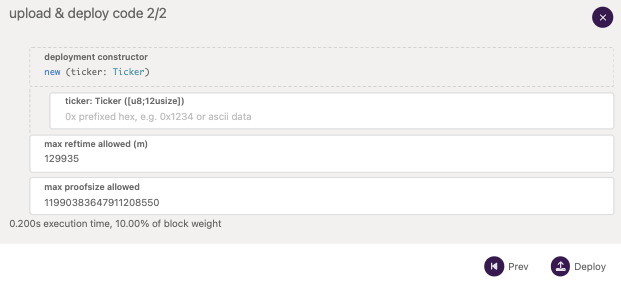 upload & deploy code 2/2
deployment constructor
new (ticker: Ticker)
ticker: Ticker ([u8;12usize])
0x prefixed hex, e.g. 0x1234 or ascii data
max reftime allowed (m)
129935
max proofsize allowed
11990383647911208550
0.200s execution time, 10.00% of block weight
Prev
Deploy